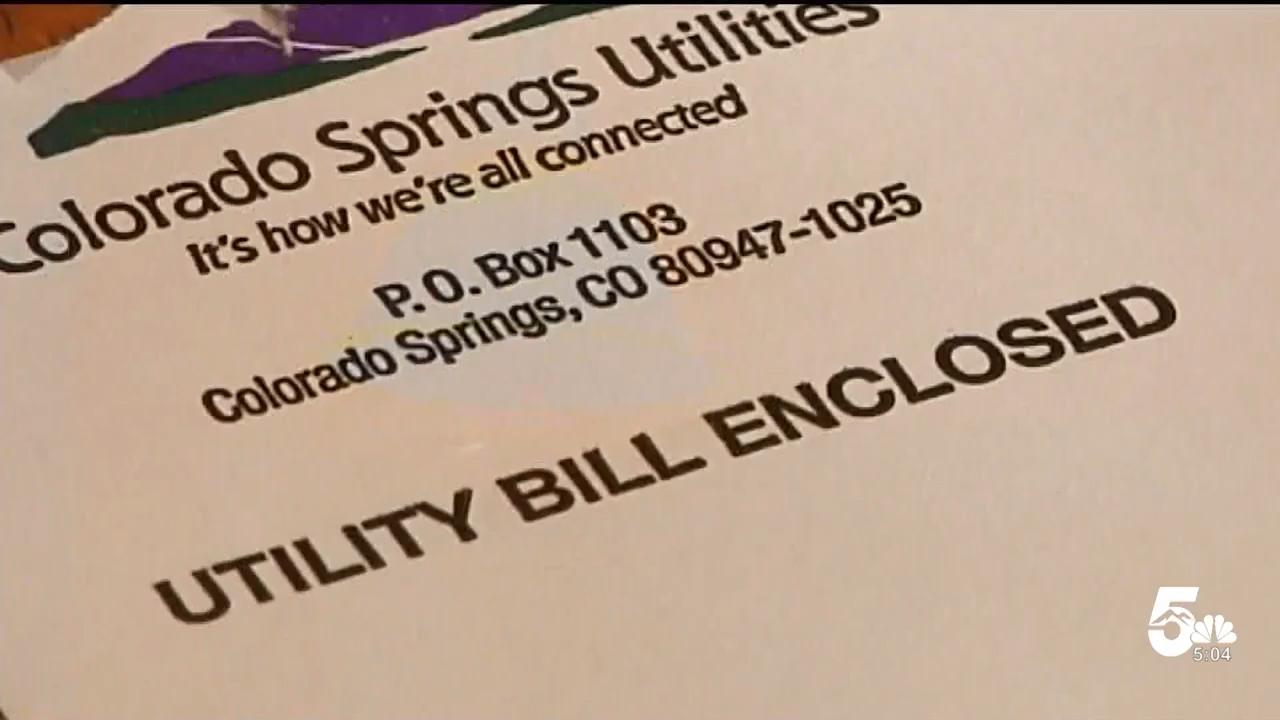 Colorado Springs Utilities
It's how we're all connected
P.O. Box 1103
Colorado Springs, CO 80947-1025
UTILITY BILL ENCLOSED
5
5:04